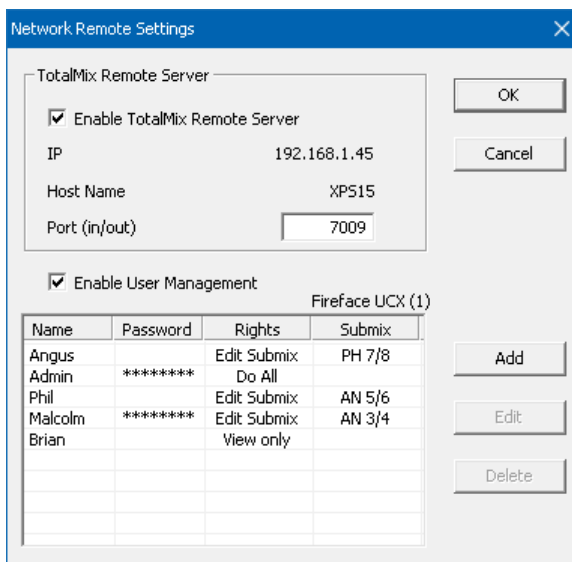 Network Remote Settings
TotalMix Remote Server
OK
Enable TotalMix Remote Server
IP 192.168.1.45
Cancel
Host Name XPS15
Port (in/out) 7009
Enable User Management
Fireface UCX (1)
Name Password Rights Submix
Angus Edit Submix PH 7/8
Add
Admin ******** Do All
Phil Edit Submix AN 5/6
Malcolm ******** Edit Submix AN 3/4
Edit
Brian View only
Delete